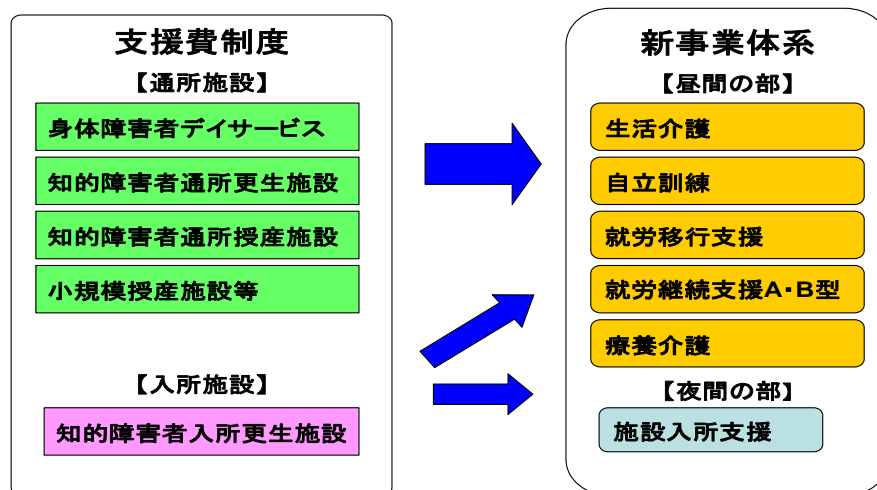 支援費制度
【通所施設】
身体障害者デイサービス
知的障害者通所更生施設
知的障害者通所授産施設
小規模授産施設等
【入所施設】
知的障害者入所更生施設
新事業体系
【昼間の部】
生活介護
自立訓練
就労移行支援
就労継続支援A・B型
療養介護
【夜間の部】
施設入所支援